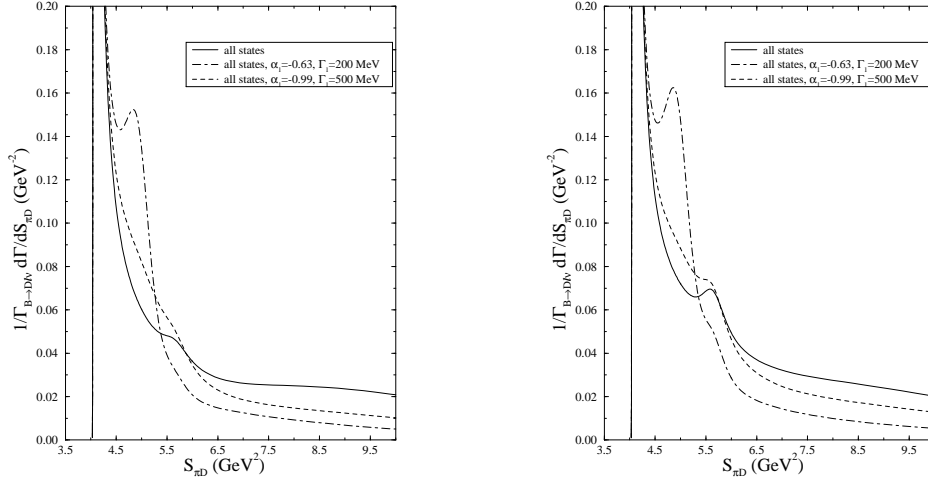 0.20
0.18
0.16
0.14
0.12
0.10
0.08
0.06
0.04
0.02
0.00
3.5 4.5 5.5 6.5 7.5 8.5 9.5
S_πD (GeV²)
1/Γ_B→Dlν dΓ/dS_πD (GeV⁻²)
all states
all states, α₁=-0.63, Γ₁=200 MeV
all states, α₁=-0.99, Γ₁=500 MeV
0.20
0.18
0.16
0.14
0.12
0.10
0.08
0.06
0.04
0.02
0.00
3.5 4.5 5.5 6.5 7.5 8.5 9.5
S_πD (GeV²)
1/Γ_B→Dlν dΓ/dS_πD (GeV⁻²)
all states
all states, α₁=-0.63, Γ₁=200 MeV
all states, α₁=-0.99, Γ₁=500 MeV